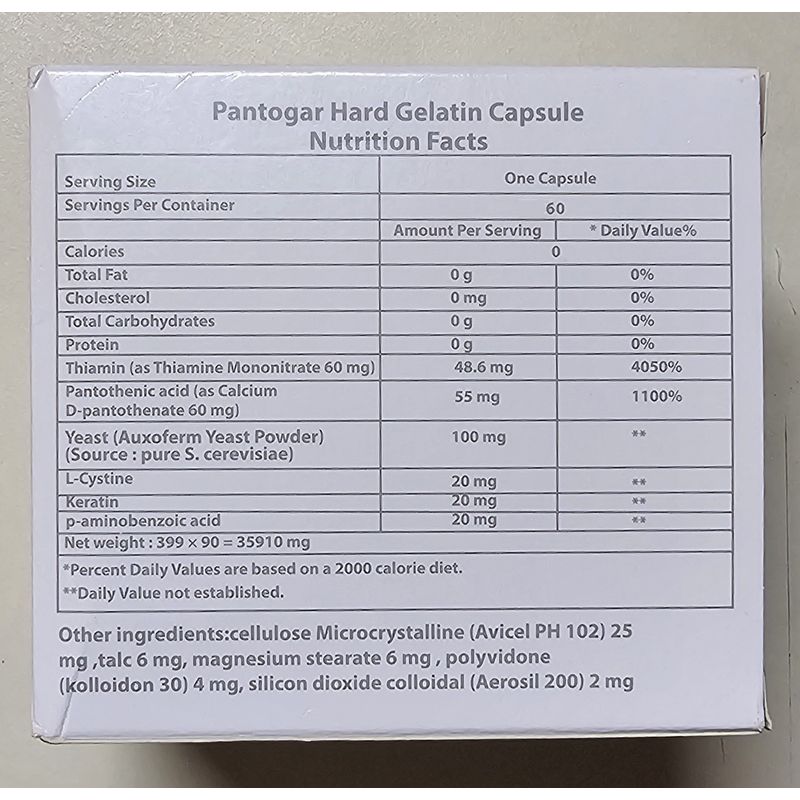 Pantogar Hard Gelatin Capsule
Nutrition Facts
Serving Size One Capsule
Servings Per Container 60
Amount Per Serving * Daily Value%
Calories 0
Total Fat 0 g 0%
Cholesterol 0 mg 0%
Total Carbohydrates 0 g 0%
Protein 0 g 0%
Thiamin (as Thiamine Mononitrate 60 mg) 48.6 mg 4050%
Pantothenic acid (as Calcium
D-pantothenate 60 mg) 55 mg 1100%
Yeast (Auxoferm Yeast Powder) 100 mg **
(Source : pure S. cerevisiae)
L-Cystine 20 mg **
Keratin 20 mg **
p-aminobenzoic acid 20 mg **
Net weight : 399 × 90 = 35910 mg
*Percent Daily Values are based on a 2000 calorie diet.
**Daily Value not established.
Other ingredients:cellulose Microcrystalline (Avicel PH 102) 25
mg ,talc 6 mg, magnesium stearate 6 mg , polyvidone
(kolloidon 30) 4 mg, silicon dioxide colloidal (Aerosil 200) 2 mg